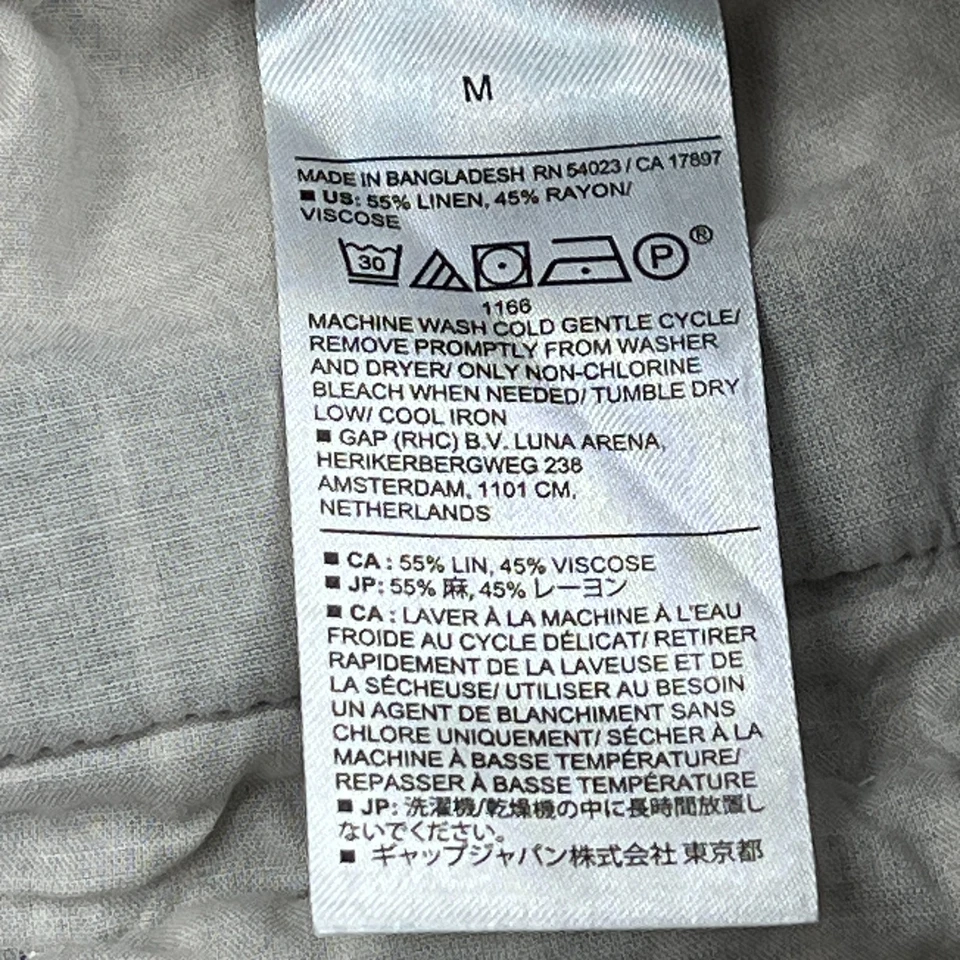 M
MADE IN BANGLADESH RN 54023 / CA 17897
■ US: 55% LINEN, 45% RAYON/
VISCOSE
30 P ®
1166
MACHINE WASH COLD GENTLE CYCLE/
REMOVE PROMPTLY FROM WASHER
AND DRYER/ ONLY NON-CHLORINE
BLEACH WHEN NEEDED/ TUMBLE DRY
LOW/ COOL IRON
■ GAP (RHC) B.V. LUNA ARENA,
HERIKERBERGWEG 238
AMSTERDAM, 1101 CM,
NETHERLANDS
■ CA : 55% LIN, 45% VISCOSE
■ JP: 55% 麻, 45% レーヨン
■ CA : LAVER À LA MACHINE À L'EAU
FROIDE AU CYCLE DÉLICAT/ RETIRER
RAPIDEMENT DE LA LAVEUSE ET DE
LA SÉCHEUSE/ UTILISER AU BESOIN
UN AGENT DE BLANCHIMENT SANS
CHLORE UNIQUEMENT/ SÉCHER À LA
MACHINE À BASSE TEMPÉRATURE/
REPASSER À BASSE TEMPÉRATURE
■ JP: 洗濯機/乾燥機の中に長時間放置し
ないでください。
■ ギャップジャパン株式会社 東京都